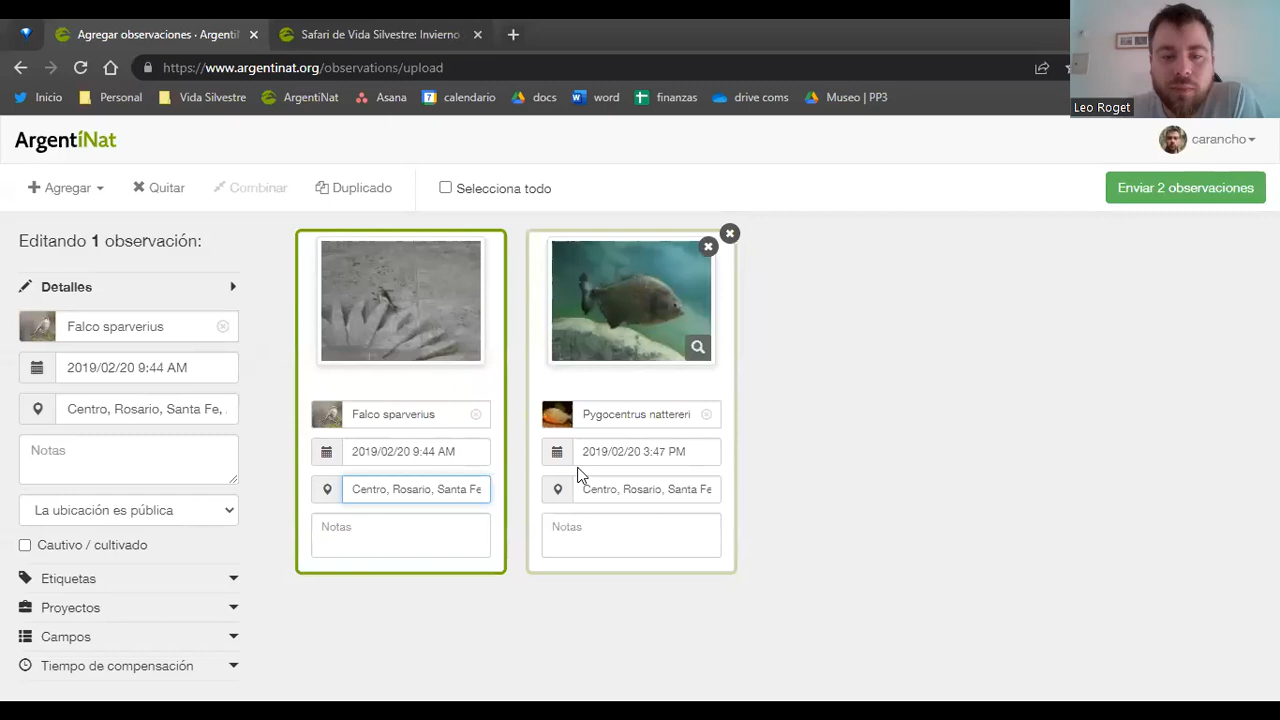 Agregar observaciones · Argentí
Safari de Vida Silvestre: Invierno
https://www.argentinat.org/observations/upload
Inicio
Personal
Vida Silvestre
ArgentiNat
Asana
calendario
docs
word
finanzas
drive coms
Museo | PP3
Leo Roget
ArgentíNat
carancho
Agregar
Quitar
Combinar
Duplicado
Selecciona todo
Enviar 2 observaciones
Editando 1 observación:
Detalles
Falco sparverius
2019/02/20 9:44 AM
Centro, Rosario, Santa Fe, .
Notas
La ubicación es pública
Cautivo / cultivado
Etiquetas
Proyectos
Campos
Tiempo de compensación
Falco sparverius
2019/02/20 9:44 AM
Centro, Rosario, Santa Fe
Notas
Pygocentrus nattereri
2019/02/20 3:47 PM
Centro, Rosario, Santa Fe
Notas